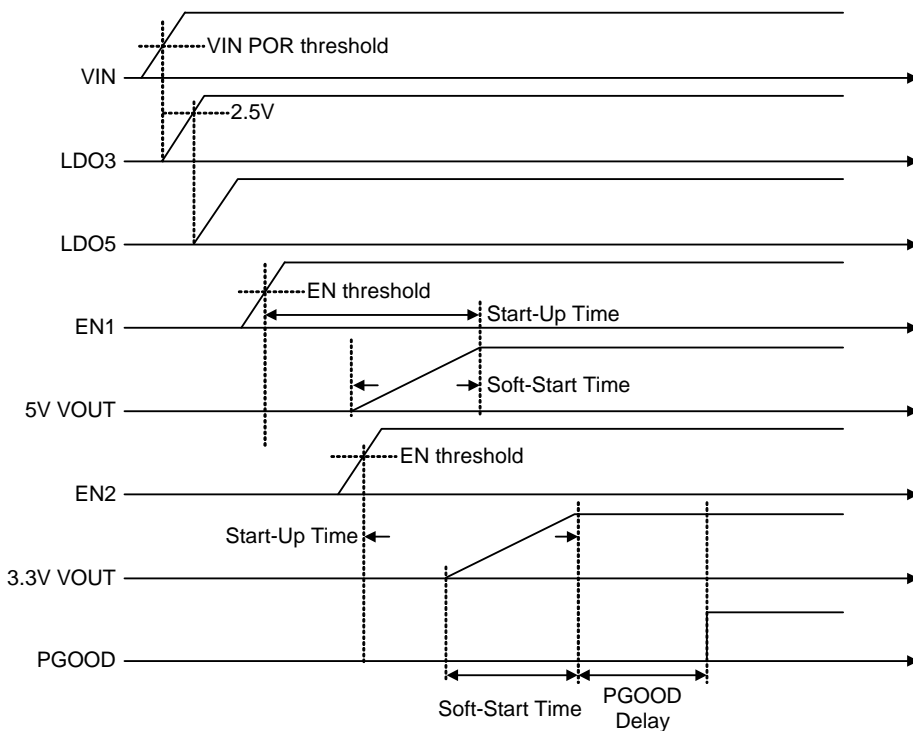 VIN POR threshold
VIN
2.5V
LDO3
LDO5
EN threshold
Start-Up Time
EN1
Soft-Start Time
5V VOUT
EN threshold
EN2
Start-Up Time
3.3V VOUT
PGOOD
Soft-Start Time
PGOOD
Delay